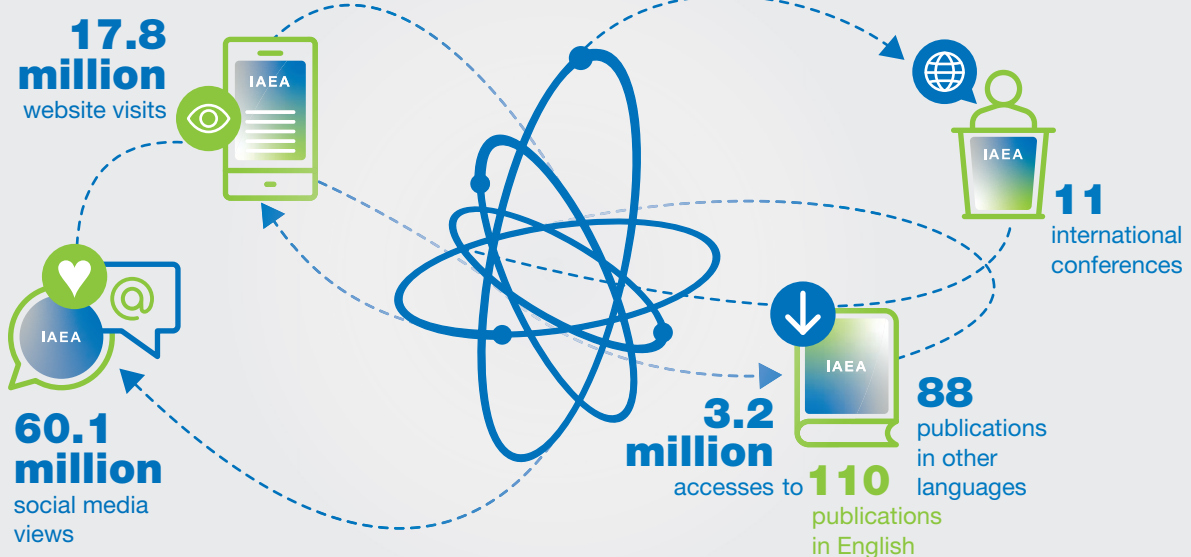 17.8
million
website visits
IAEA
IAEA
11
international
conferences
@
IAEA
60.1
million
social media
views
IAEA
3.2
million
accesses to
110
publications
in English
88
publications
in other
languages